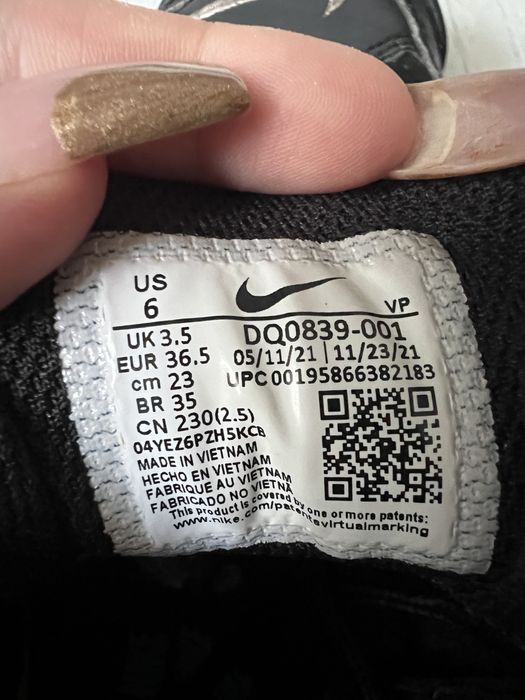 US
6
VP
UK 3.5
DQ0839-001
EUR 36.5
05/11/21 | 11/23/21
cm 23
UPC 00195866382183
BR 35
CN 230(2.5)
04YEZ6PZH5KCB
MADE IN VIETNAM
HECHO EN VIETNAM
FABRIQUE AU VIETNAM
FABRICADO NO VIETNÃ
This product is covered by one or more patents:
www.nike.com/patentsvirtualmarking